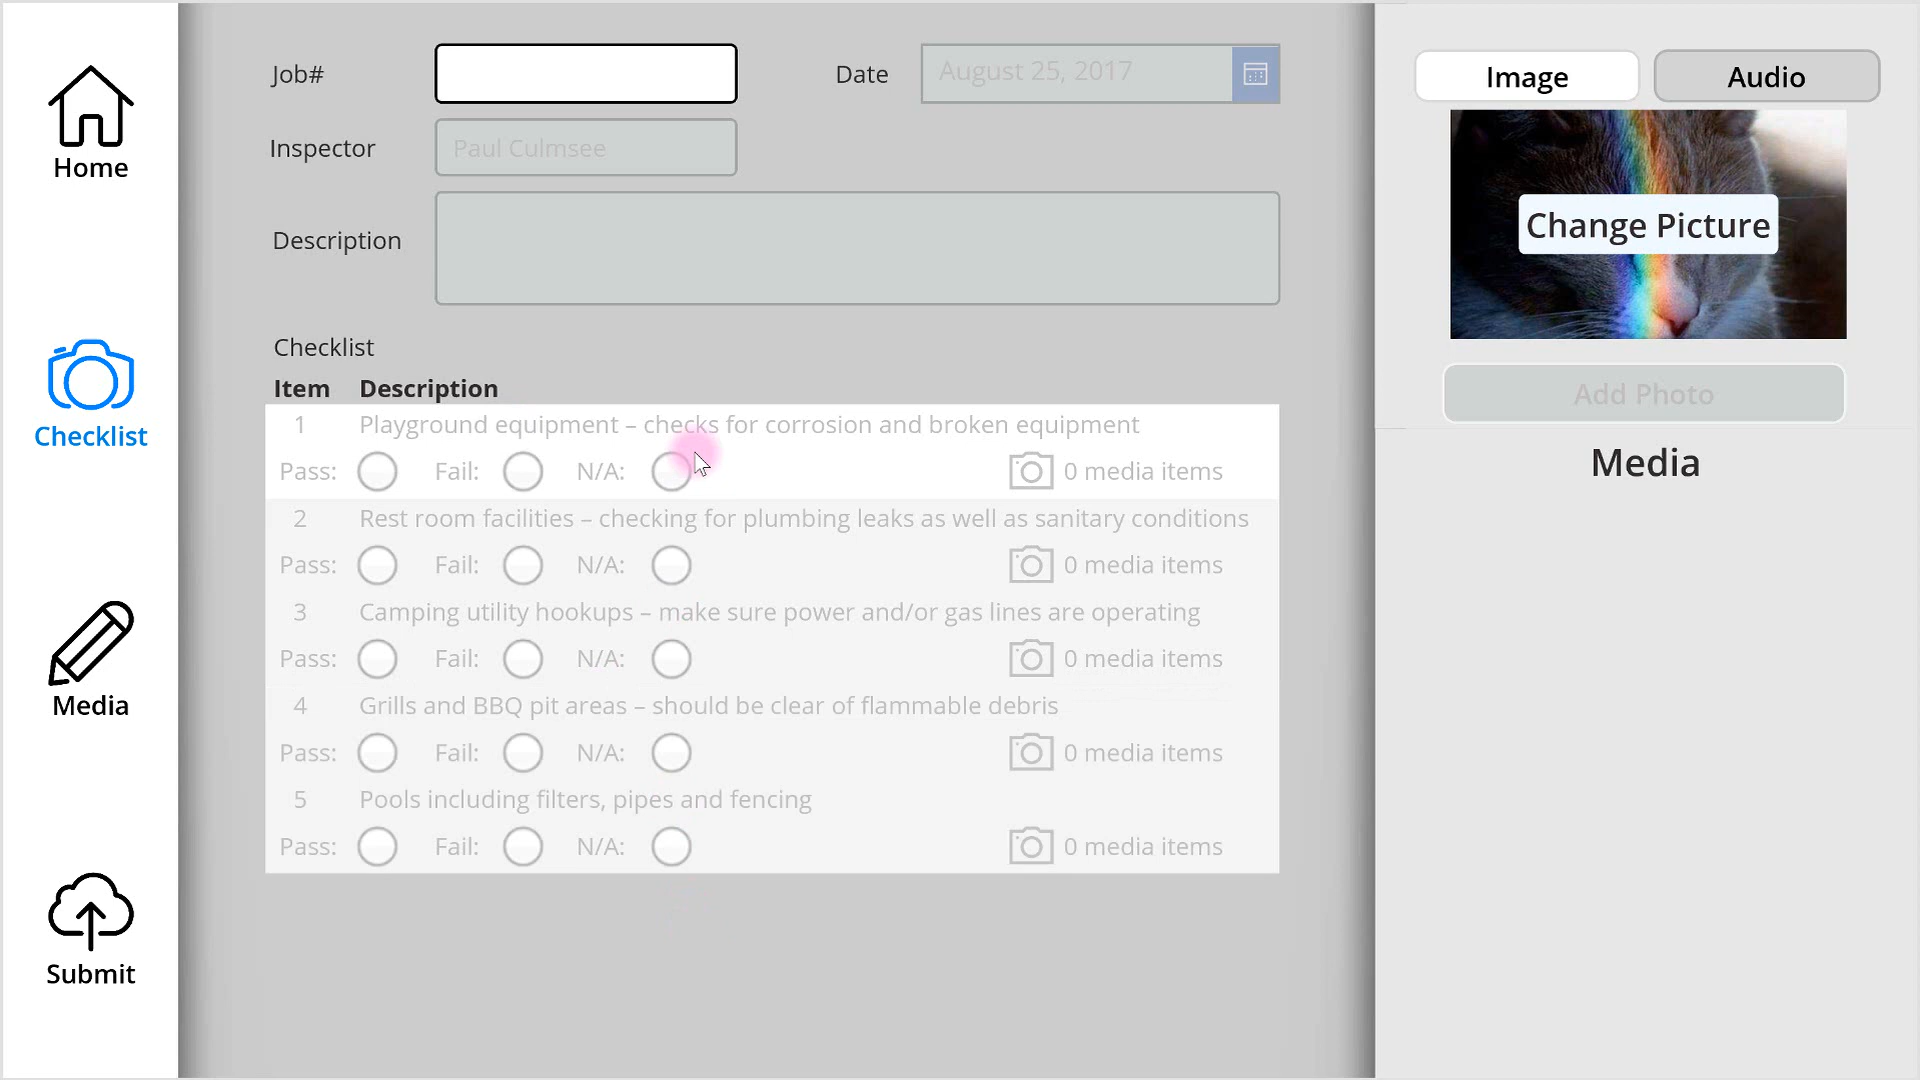 Home
Checklist
Media
Submit
Job#
Date
August 25, 2017
Inspector
Paul Culmsee
Description
Checklist
Item Description
1 Playground equipment – checks for corrosion and broken equipment
Pass: Fail: N/A: 0 media items
2 Rest room facilities – checking for plumbing leaks as well as sanitary conditions
Pass: Fail: N/A: 0 media items
3 Camping utility hookups – make sure power and/or gas lines are operating
Pass: Fail: N/A: 0 media items
4 Grills and BBQ pit areas – should be clear of flammable debris
Pass: Fail: N/A: 0 media items
5 Pools including filters, pipes and fencing
Pass: Fail: N/A: 0 media items
Image
Audio
Change Picture
Add Photo
Media